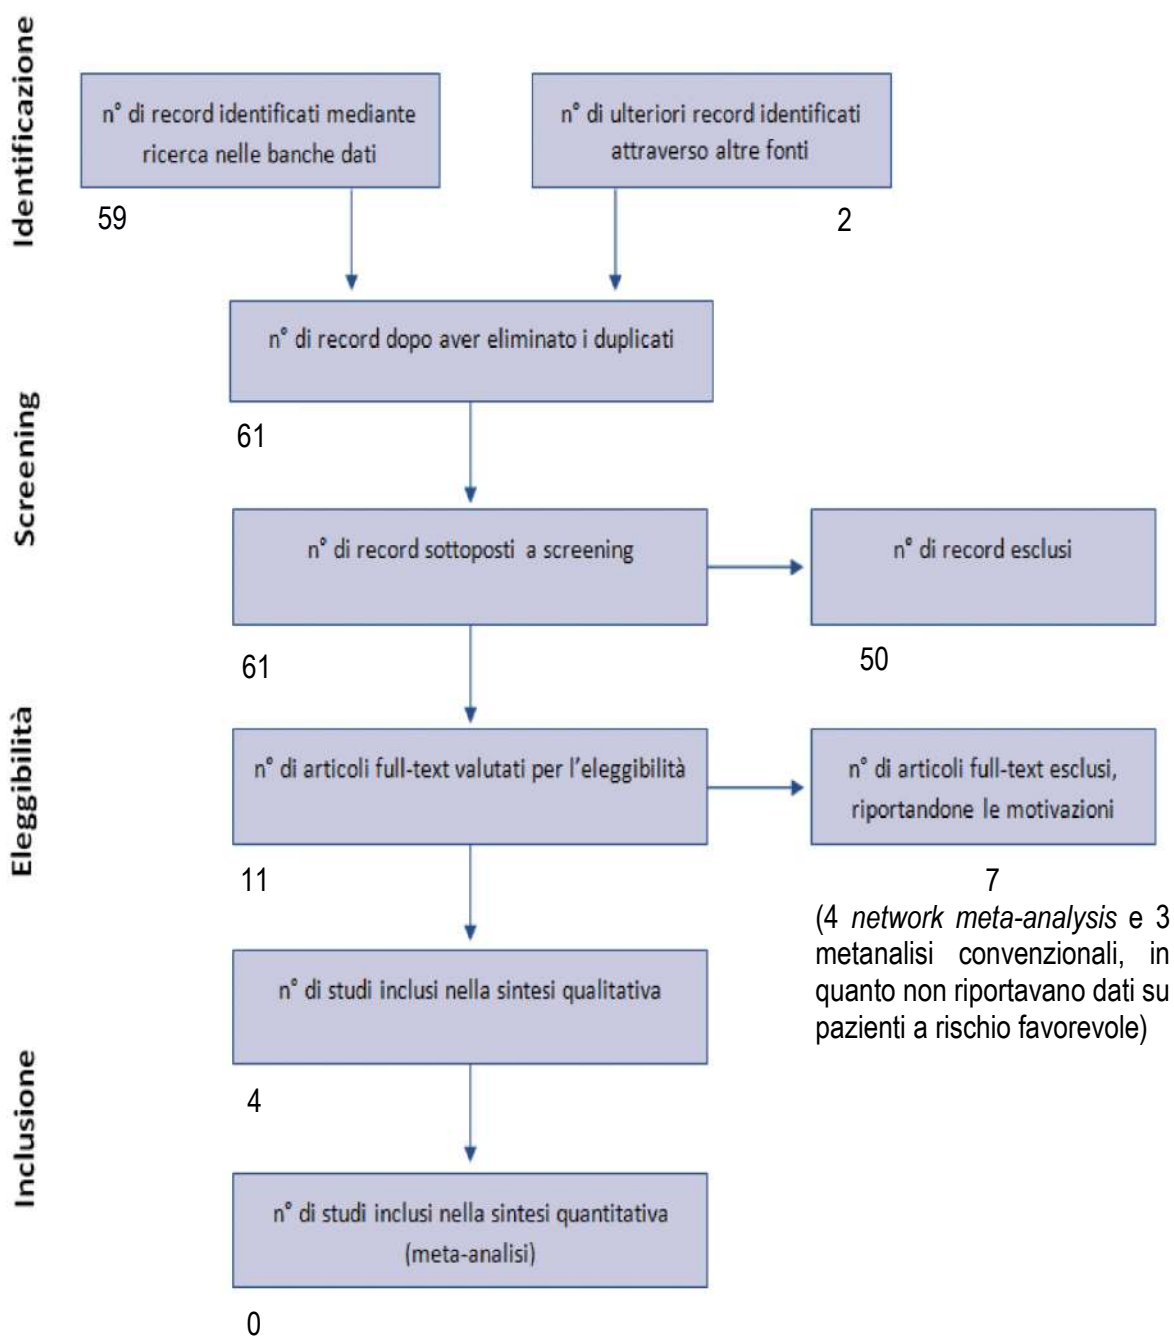 Identificazione
n° di record identificati mediante
ricerca nelle banche dati
n° di ulteriori record identificati
attraverso altre fonti
59
2
n° di record dopo aver eliminato i duplicati
61
Screening
n° di record sottoposti a screening
n° di record esclusi
61
50
Eleggibilità
n° di articoli full-text valutati per l'eleggibilità
n° di articoli full-text esclusi,
riportandone le motivazioni
11
7
(4 network meta-analysis e 3
metanalisi convenzionali, in
quanto non riportavano dati su
pazienti a rischio favorevole)
n° di studi inclusi nella sintesi qualitativa
4
Inclusione
n° di studi inclusi nella sintesi quantitativa
(meta-analisi)
0